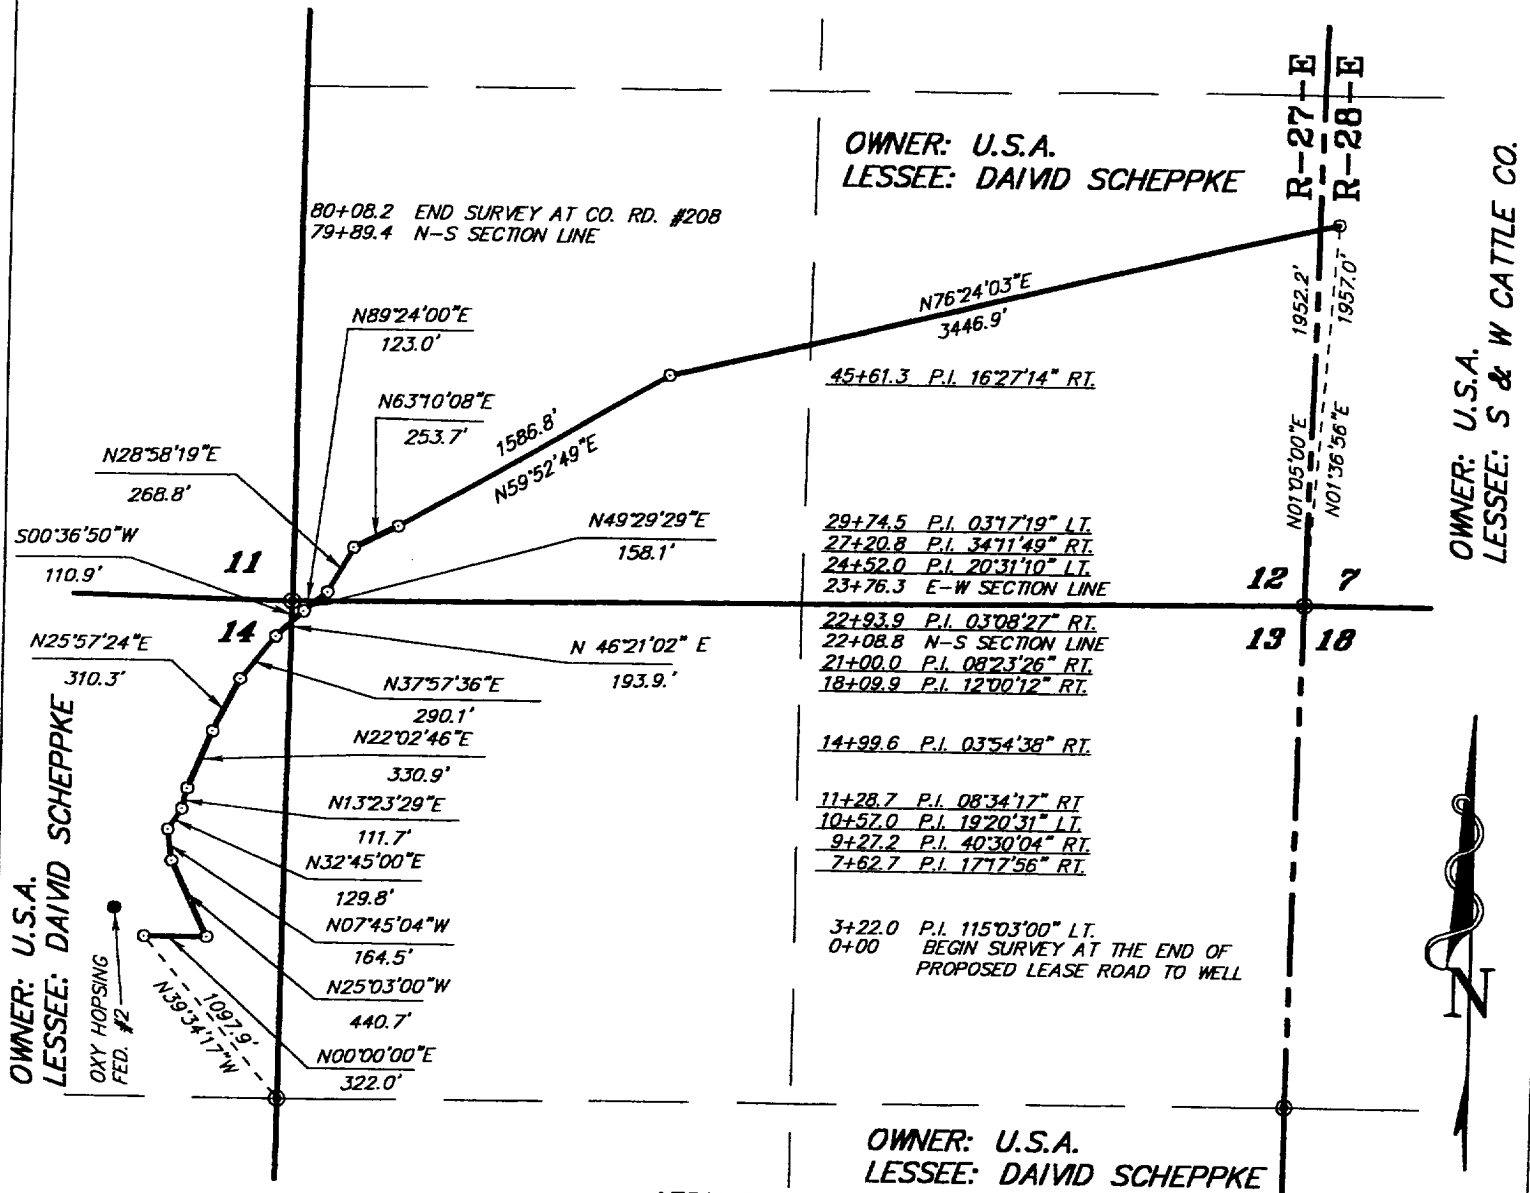 R-27-E
R-28-E
OWNER: U.S.A.
LESSEE: DAIVID SCHEPPKE
OWNER: U.S.A.
LESSEE: S & W CATTLE CO.
80+08.2 END SURVEY AT CO. RD. #208
79+89.4 N-S SECTION LINE
N89°24'00"E
123.0'
N76°24'03"E
3446.9'
1952.2'
1957.0'
N01°05'00"E
N01°36'56"E
45+61.3 P.I. 16°27'14" RT.
N63°10'08"E
253.7'
1586.8'
N59°52'49"E
N28°58'19"E
268.8'
S00°36'50"W
110.9'
N49°29'29"E
158.1'
29+74.5 P.I. 03°17'19" LT.
27+20.8 P.I. 34°11'49" RT.
24+52.0 P.I. 20°31'10" LT.
23+76.3 E-W SECTION LINE
22+93.9 P.I. 03°08'27" RT.
22+08.8 N-S SECTION LINE
21+00.0 P.I. 08°23'26" RT.
18+09.9 P.I. 12°00'12" RT.
14+99.6 P.I. 03°54'38" RT.
11+28.7 P.I. 08°34'17" RT
10+57.0 P.I. 19°20'31" LT.
9+27.2 P.I. 40°30'04" RT.
7+62.7 P.I. 17°17'56" RT.
3+22.0 P.I. 115°03'00" LT.
0+00 BEGIN SURVEY AT THE END OF
PROPOSED LEASE ROAD TO WELL
11
14
12
7
13
18
N 46°21'02" E
193.9.'
N25°57'24"E
310.3'
N37°57'36"E
290.1'
N22°02'46"E
330.9'
N13°23'29"E
111.7'
N32°45'00"E
129.8'
N07°45'04"W
164.5'
N25°03'00"W
440.7'
N00°00'00"E
322.0'
1097.9'
N39°34'17"W
OXY HOPSING
FED. #2
OWNER: U.S.A.
LESSEE: DAIVID SCHEPPKE
N
OWNER: U.S.A.
LESSEE: DAIVID SCHEPPKE